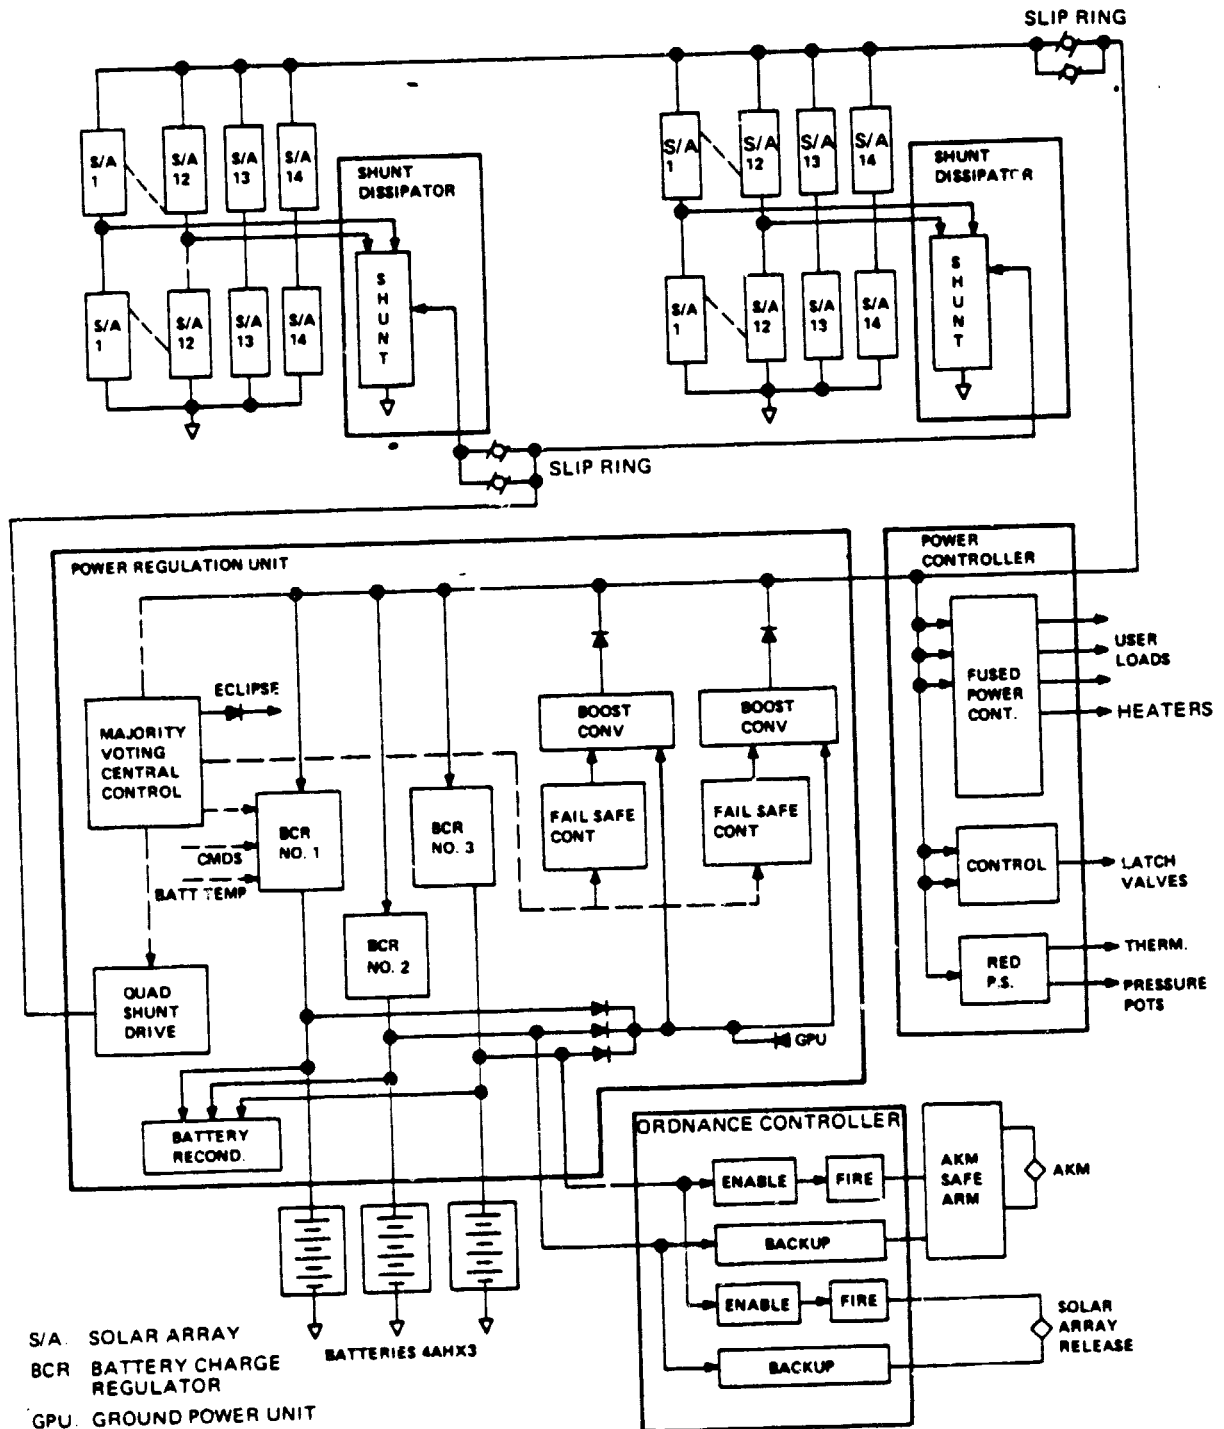 SLIP RING
S/A
1
S/A
12
S/A
13
S/A
14
SHUNT
DISSIPATOR
SHUNT
S/A
1
S/A
12
S/A
13
S/A
14
S/A
1
S/A
12
S/A
13
S/A
14
SHUNT
DISSIPATOR
SHUNT
S/A
1
S/A
12
S/A
13
S/A
14
SLIP RING
POWER REGULATION UNIT
ECLIPSE
MAJORITY
VOTING
CENTRAL
CONTROL
BOOST
CONV
BOOST
CONV
BCR
NO. 1
BCR
NO. 3
FAIL SAFE
CONT
FAIL SAFE
CONT
CMDS
BATT TEMP
BCR
NO. 2
QUAD
SHUNT
DRIVE
GPU
BATTERY
RECOND.
POWER
CONTROLLER
FUSED
POWER
CONT.
USER
LOADS
HEATERS
CONTROL
LATCH
VALVES
RED
P.S.
THERM.
PRESSURE
POTS
ORDNANCE CONTROLLER
ENABLE
FIRE
AKM
SAFE
ARM
AKM
BACKUP
ENABLE
FIRE
SOLAR
ARRAY
RELEASE
BACKUP
BATTERIES 4AHX3
S/A. SOLAR ARRAY
BCR BATTERY CHARGE
REGULATOR
GPU. GROUND POWER UNIT